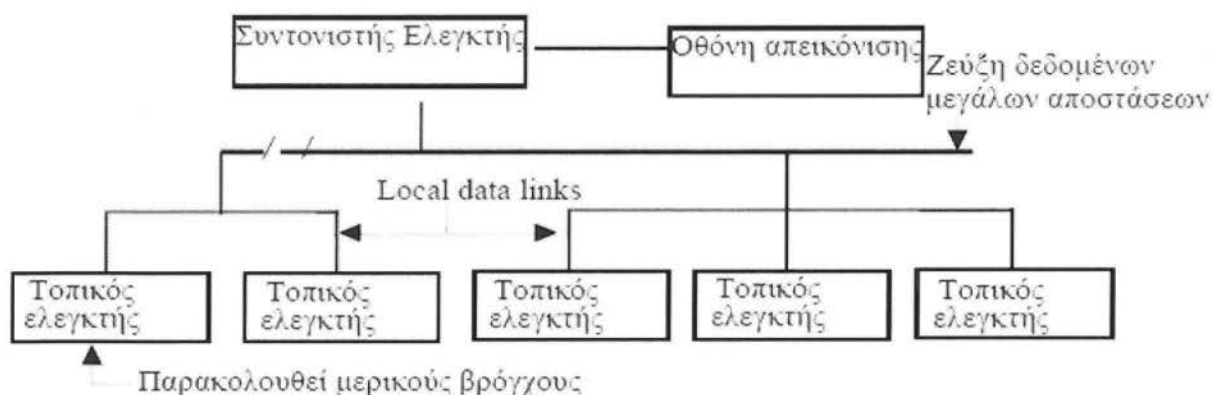 Συντονιστής Ελεγκτής
Οθόνη απεικόνισης
Ζεύξη δεδομένων
μεγάλων αποστάσεων
Local data links
Τοπικός
ελεγκτής
Τοπικός
ελεγκτής
Τοπικός
ελεγκτής
Τοπικός
ελεγκτής
Τοπικός
ελεγκτής
Παρακολουθεί μερικούς βρόγχους